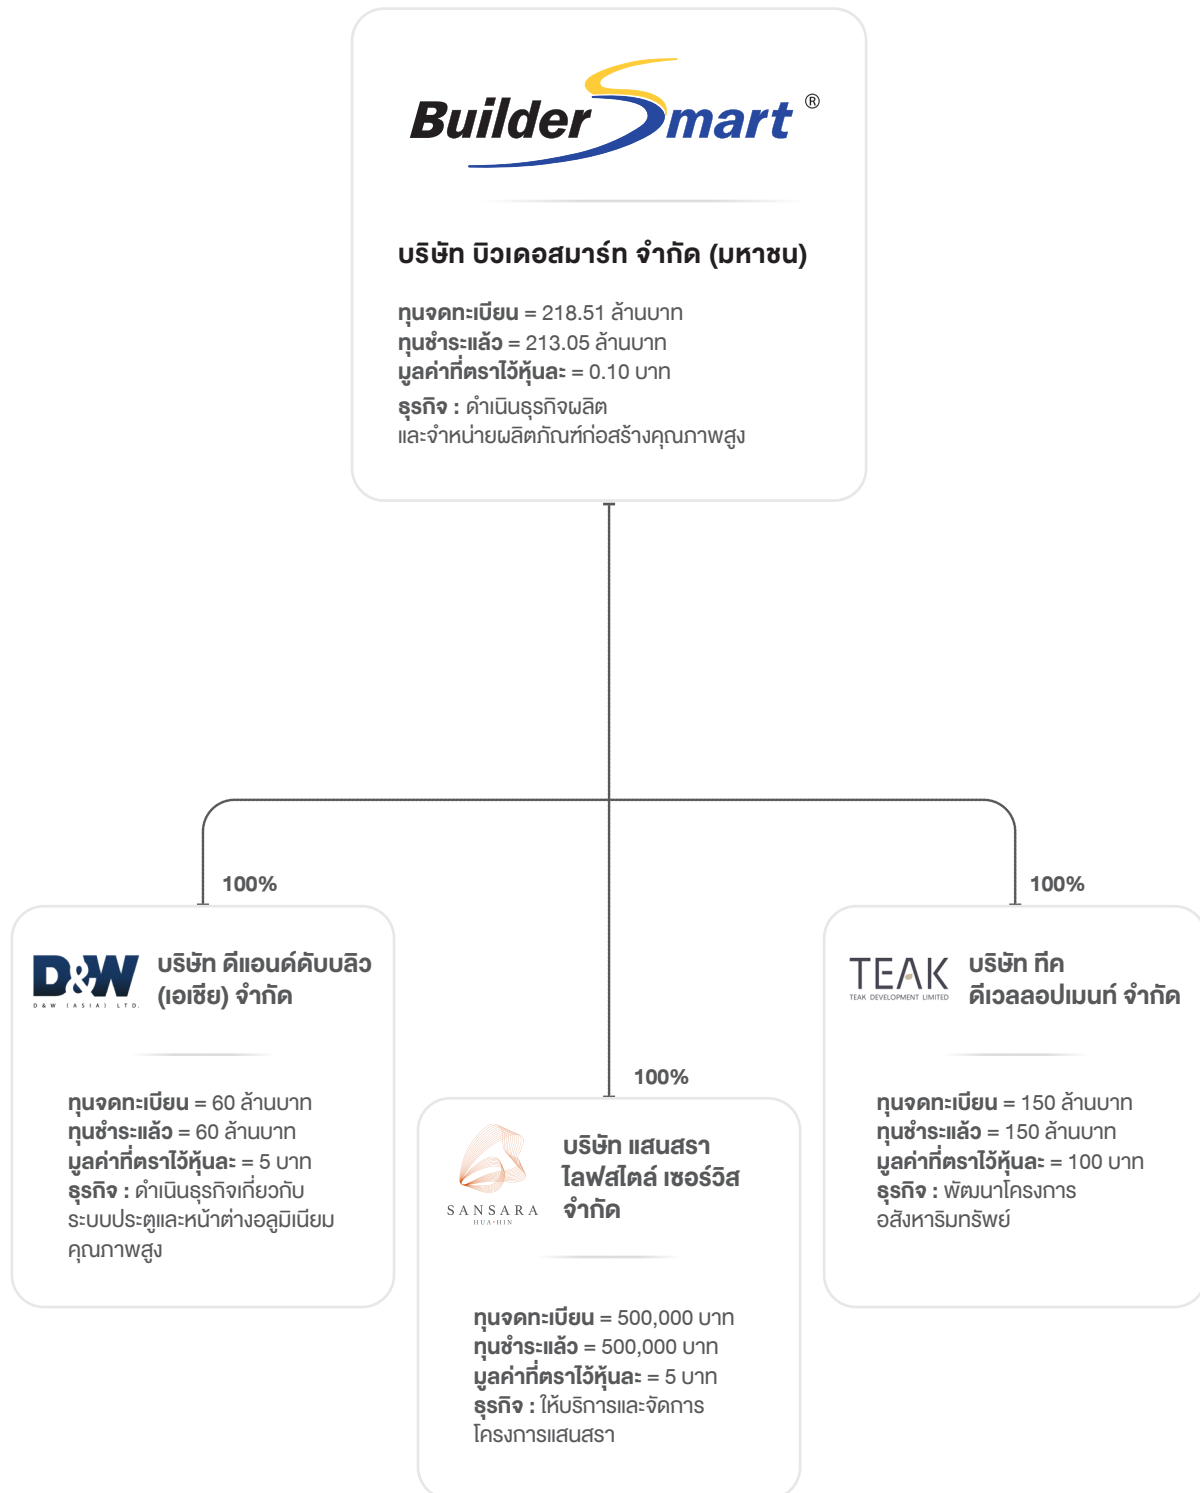 Builder Smart ®
บริษัท บิวเดอสมาร์ท จำกัด (มหาชน)
ทุนจดทะเบียน = 218.51 ล้านบาท
ทุนชำระแล้ว = 213.05 ล้านบาท
มูลค่าที่ตราไว้หุ้นละ = 0.10 บาท
ธุรกิจ : ดำเนินธุรกิจผลิต
และจำหน่ายผลิตภัณฑ์ก่อสร้างคุณภาพสูง
100%
D&W
D & W ( A S I A ) L T D.
บริษัท ดีแอนด์ดับบลิว
(เอเชีย) จำกัด
ทุนจดทะเบียน = 60 ล้านบาท
ทุนชำระแล้ว = 60 ล้านบาท
มูลค่าที่ตราไว้หุ้นละ = 5 บาท
ธุรกิจ : ดำเนินธุรกิจเกี่ยวกับ
ระบบประตูและหน้าต่างอลูมิเนียม
คุณภาพสูง
100%
SANSARA
HUA•HIN
บริษัท แสนสรา
ไลฟส์ไตล์ เซอร์วิส
จำกัด
ทุนจดทะเบียน = 500,000 บาท
ทุนชำระแล้ว = 500,000 บาท
มูลค่าที่ตราไว้หุ้นละ = 5 บาท
ธุรกิจ : ให้บริการและจัดการ
โครงการแสนสรา
100%
TEAK
TEAK DEVELOPMENT LIMITED
บริษัท ทีค
ดีเวลลอปเมนท์ จำกัด
ทุนจดทะเบียน = 150 ล้านบาท
ทุนชำระแล้ว = 150 ล้านบาท
มูลค่าที่ตราไว้หุ้นละ = 100 บาท
ธุรกิจ : พัฒนาโครงการ
อสังหาริมทรัพย์